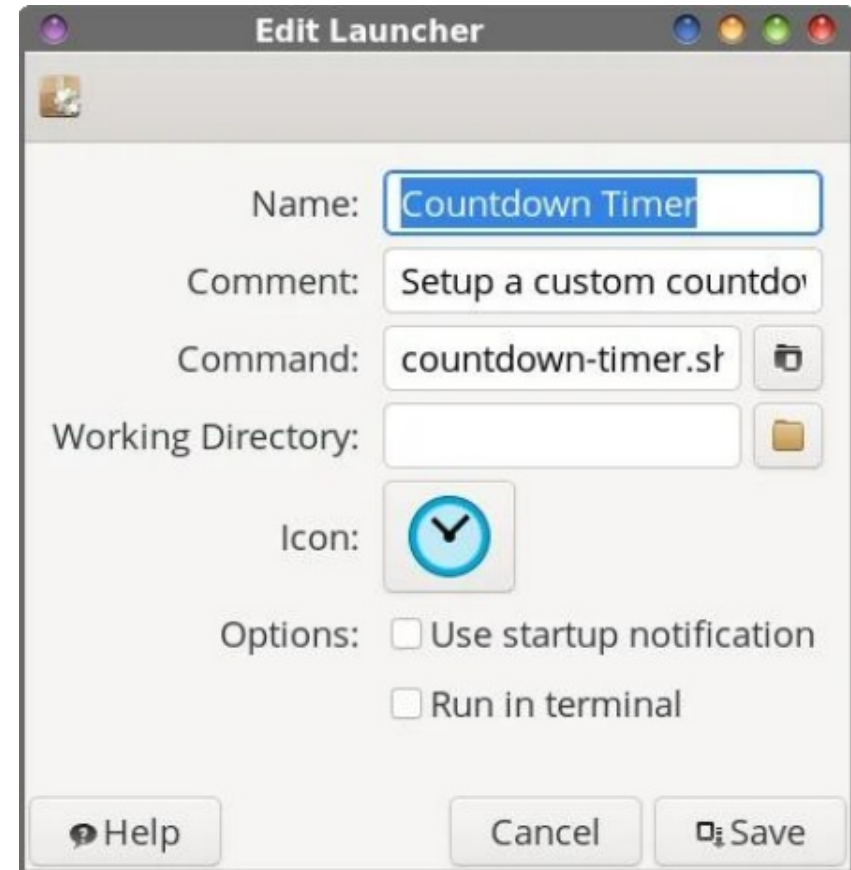 Edit Launcher
Name: Countdown Timer
Comment: Setup a custom countdo
Command: countdown-timer.sh
Working Directory:
Icon:
Options: Use startup notification
Run in terminal
Help Cancel Save